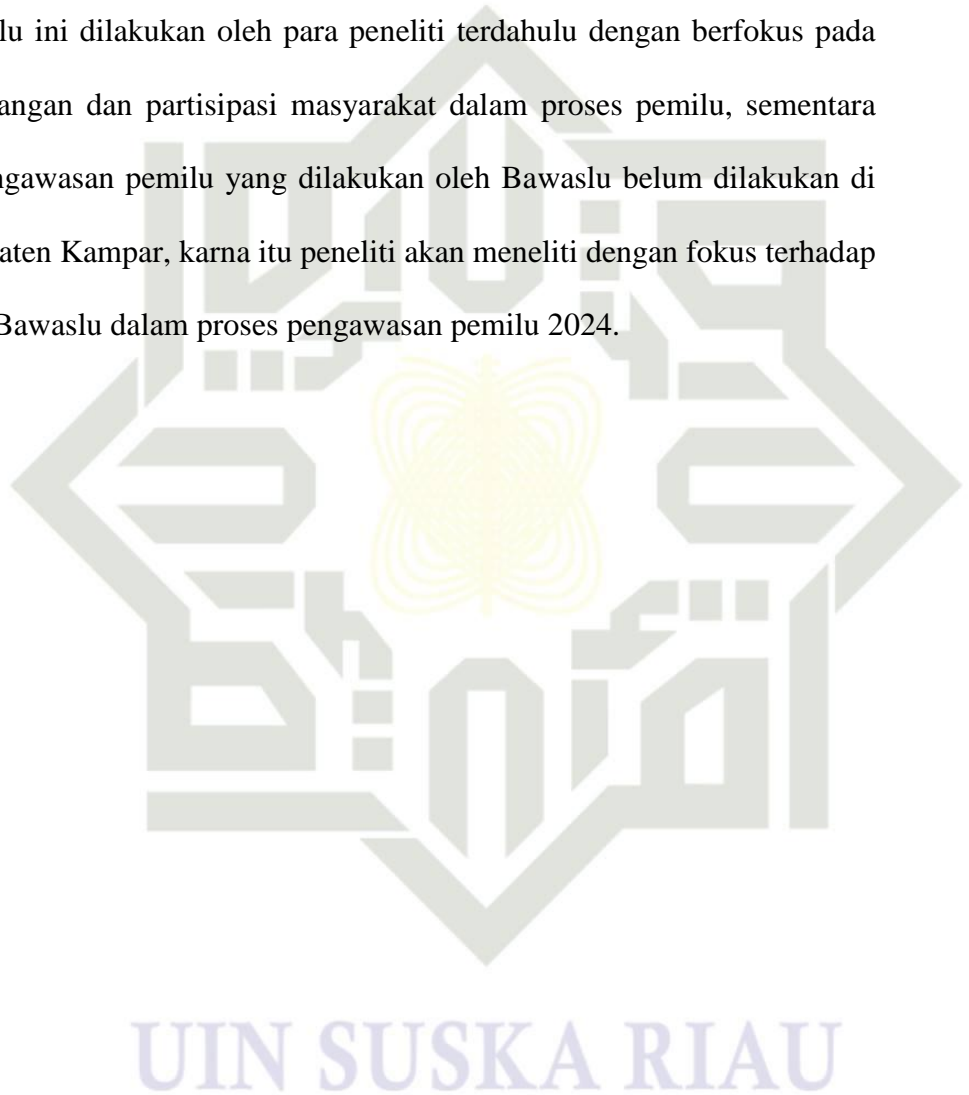 lu ini dilakukan oleh para peneliti terdahulu dengan berfokus pada
angan dan partisipasi masyarakat dalam proses pemilu, sementara
ngawasan pemilu yang dilakukan oleh Bawaslu belum dilakukan di
aten Kampar, karna itu peneliti akan meneliti dengan fokus terhadap
Bawaslu dalam proses pengawasan pemilu 2024.
UIN SUSKA RIAU